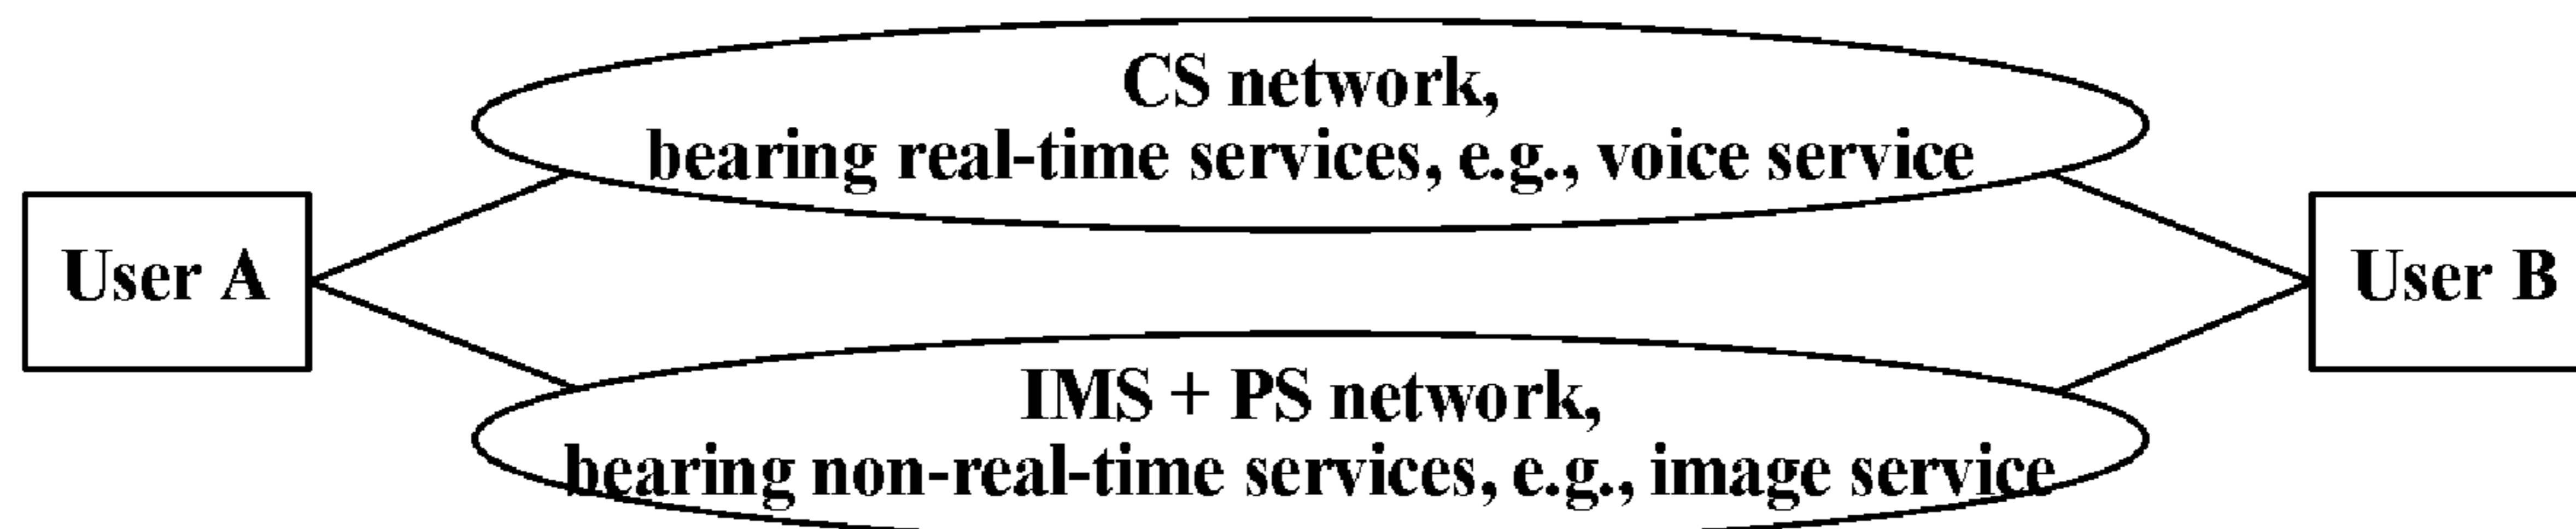 CS network,
bearing real-time services, e.g., voice service
User A
User B
IMS + PS network,
bearing non-real-time services, e.g., image service